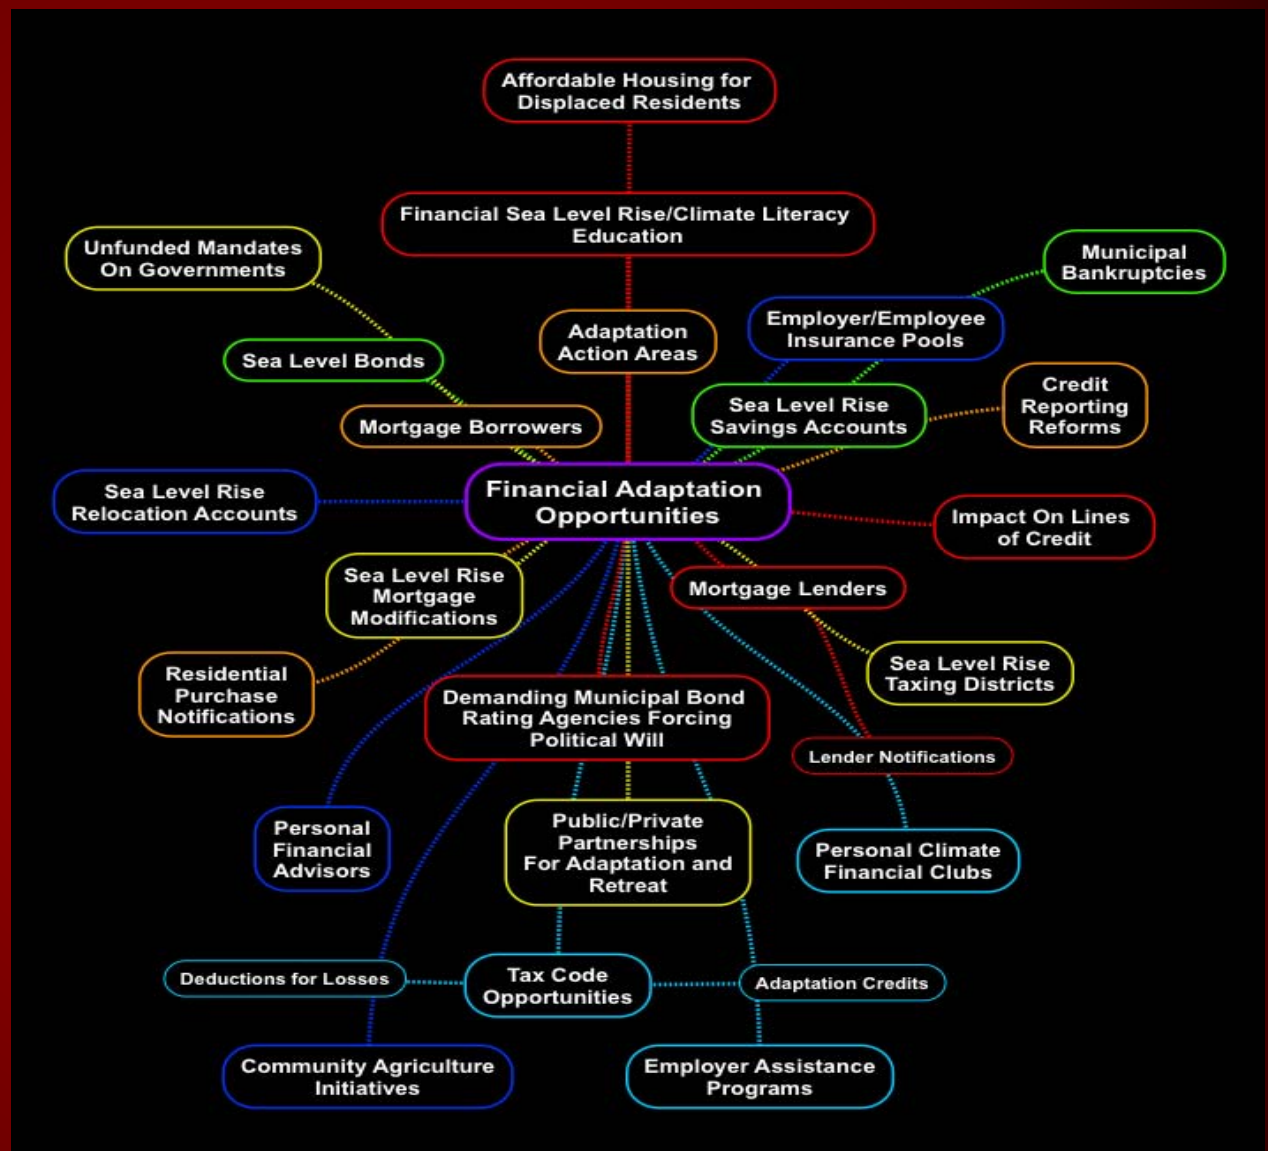 Affordable Housing for
Displaced Residents
Financial Sea Level Rise/Climate Literacy
Education
Unfunded Mandates
On Governments
Municipal
Bankruptcies
Employer/Employee
Insurance Pools
Adaptation
Action Areas
Sea Level Bonds
Credit
Reporting
Reforms
Sea Level Rise
Savings Accounts
Mortgage Borrowers
Financial Adaptation
Opportunities
Sea Level Rise
Relocation Accounts
Impact On Lines
of Credit
Sea Level Rise
Mortgage
Modifications
Mortgage Lenders
Residential
Purchase
Notifications
Sea Level Rise
Taxing Districts
Demanding Municipal Bond
Rating Agencies Forcing
Political Will
Lender Notifications
Personal
Financial
Advisors
Public/Private
Partnerships
For Adaptation and
Retreat
Personal Climate
Financial Clubs
Deductions for Losses
Tax Code
Opportunities
Adaptation Credits
Community Agriculture
Initiatives
Employer Assistance
Programs